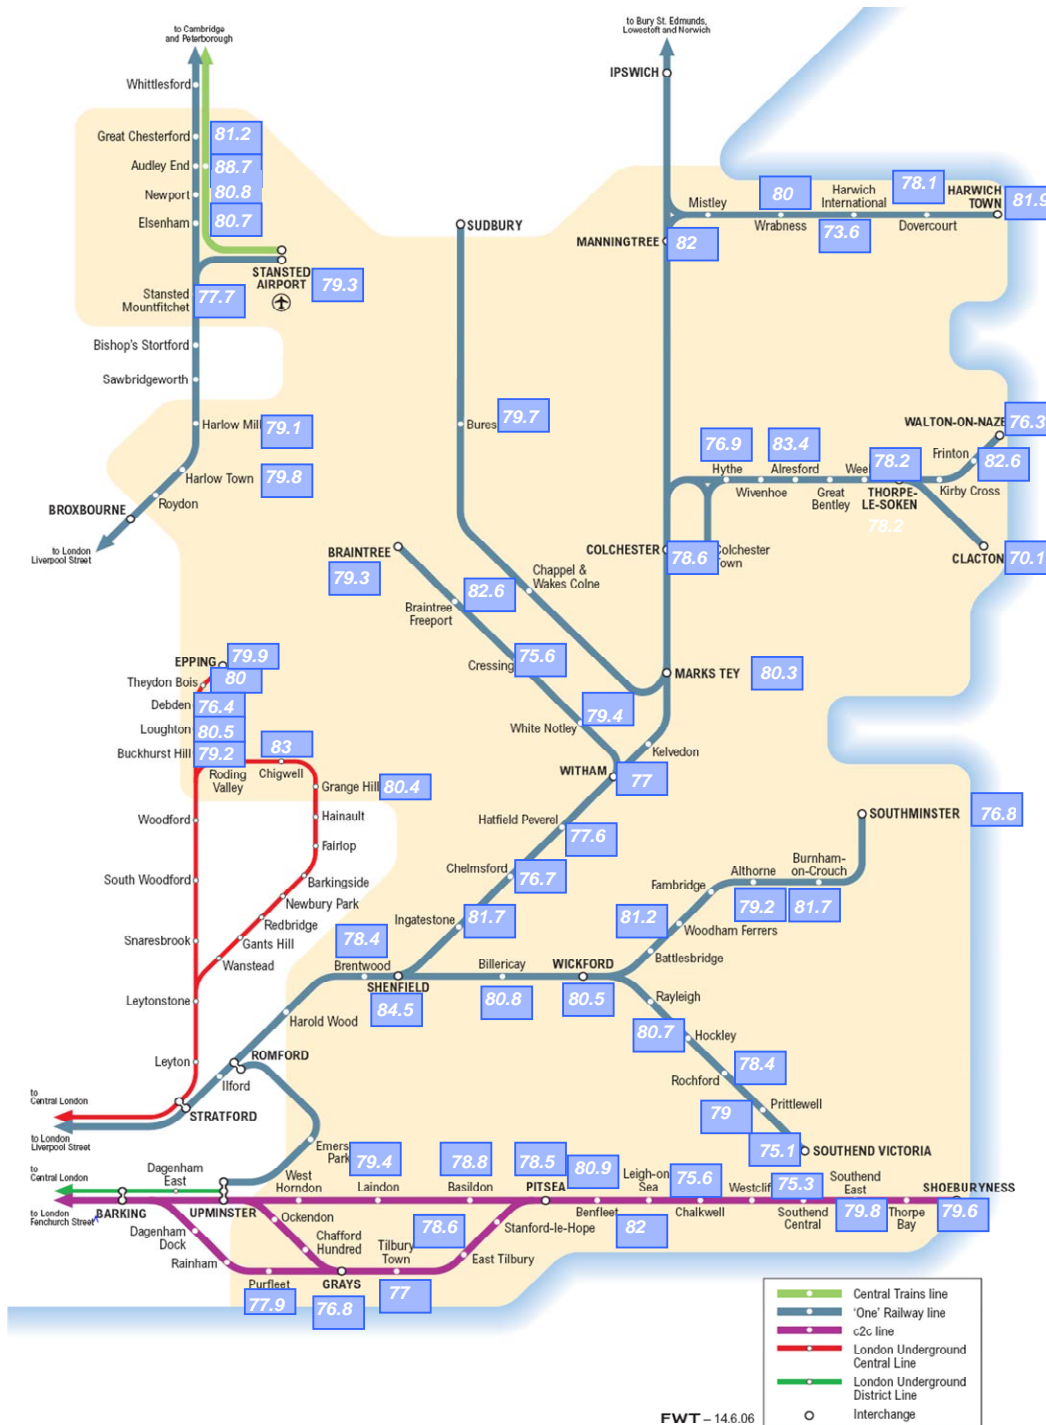 to Cambridge
and Peterborough
to Bury St. Edmunds,
Lowestoft and Norwich
IPSWICH
Whittlesford
Great Chesterford
81.2
Audley End
88.7
Newport
80.8
Elsenham
80.7
STANSTED
AIRPORT
79.3
Stansted
Mountfitchet
77.7
Bishop's Stortford
Sawbridgeworth
Harlow Mill
79.1
Harlow Town
79.8
Roydon
BROXBOURNE
to London
Liverpool Street
SUDBURY
Bures
79.7
MANNINGTREE
82
Mistley
80
Wrabness
Harwich
International
73.6
78.1
Dovercourt
HARWICH
TOWN
81.9
WALTON-ON-NAZE
76.3
Frinton
82.6
Kirby Cross
76.9
Hythe
83.4
Alresford
Wivenhoe
Great
Bentley
Wee
78.2
THORPE-
LE-SOKEN
78.2
CLACTON
70.1
COLCHESTER
78.6
Colchester
Town
BRAINTREE
79.3
Chappel &
Wakes Colne
82.6
Braintree
Freeport
Cressing
75.6
White Notley
79.4
MARKS TEY
80.3
Kelvedon
WITHAM
77
Hatfield Peverel
77.6
Chelmsford
76.7
Ingatestone
81.7
EPPING
79.9
Theydon Bois
80
Debden
76.4
Loughton
80.5
Buckhurst Hill
79.2
Roding
Valley
83
Chigwell
Grange Hill
80.4
Hainault
Fairlop
Barkingside
Newbury Park
Redbridge
Gants Hill
Wanstead
Woodford
South Woodford
Snaresbrook
Leytonstone
Leyton
78.4
Brentwood
SHENFIELD
84.5
Billericay
80.8
WICKFORD
80.5
SOUTHMINSTER
76.8
Burnham-
on-Crouch
81.7
Althorne
79.2
Fambridge
81.2
Woodham Ferrers
Battlesbridge
Rayleigh
80.7
Hockley
78.4
Rochford
79
Prittlewell
75.1
SOUTHEND VICTORIA
Harold Wood
ROMFORD
Ilford
STRATFORD
to
Central London
to London
Liverpool Street
Emers
Park
to
Central London
to London
Fenchurch Street
BARKING
Dagenham
East
UPMINSTER
West
Horndon
79.4
Laindon
78.8
Basildon
78.5
PITSEA
80.9
Benfleet
Leigh-on
Sea
82
75.6
Chalkwell
Westclif
75.3
Southend
Central
Southend
East
79.8
Thorpe
Bay
SHOEBURYNESS
79.6
Dagenham
Dock
Rainham
Purfleet
77.9
Ockendon
Chafford
Hundred
GRAYS
76.8
Tilbury
Town
77
78.6
East Tilbury
Stanford-le-Hope
Central Trains line
'One' Railway line
c2c line
London Underground
Central Line
London Underground
District Line
Interchange
FWT – 14.6.06